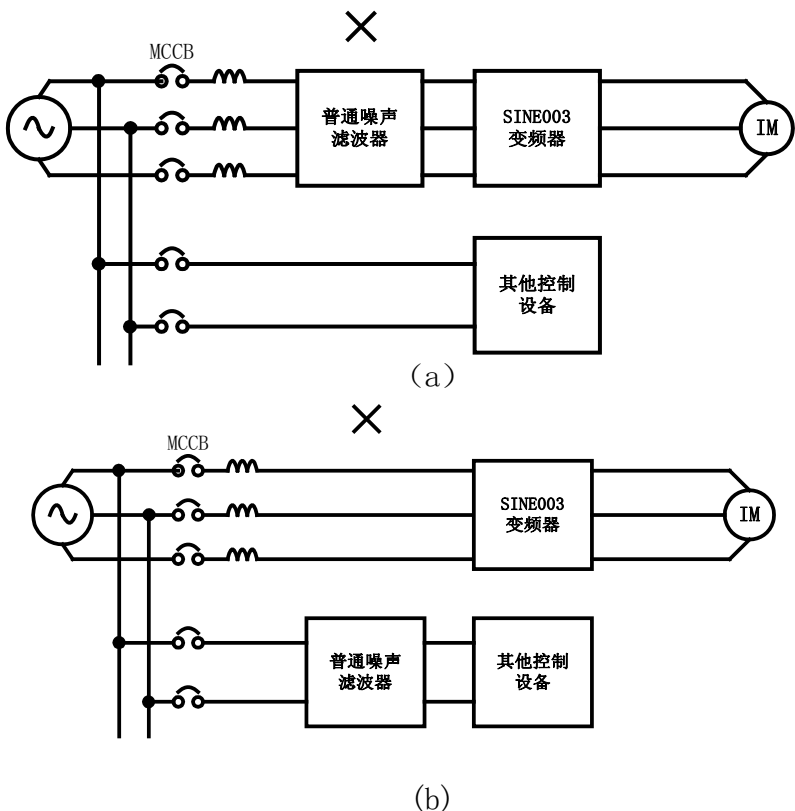 MCCB
普通噪声
滤波器
SINE003
变频器
IM
其他控制
设备
(a)
MCCB
SINE003
变频器
IM
普通噪声
滤波器
其他控制
设备
(b)